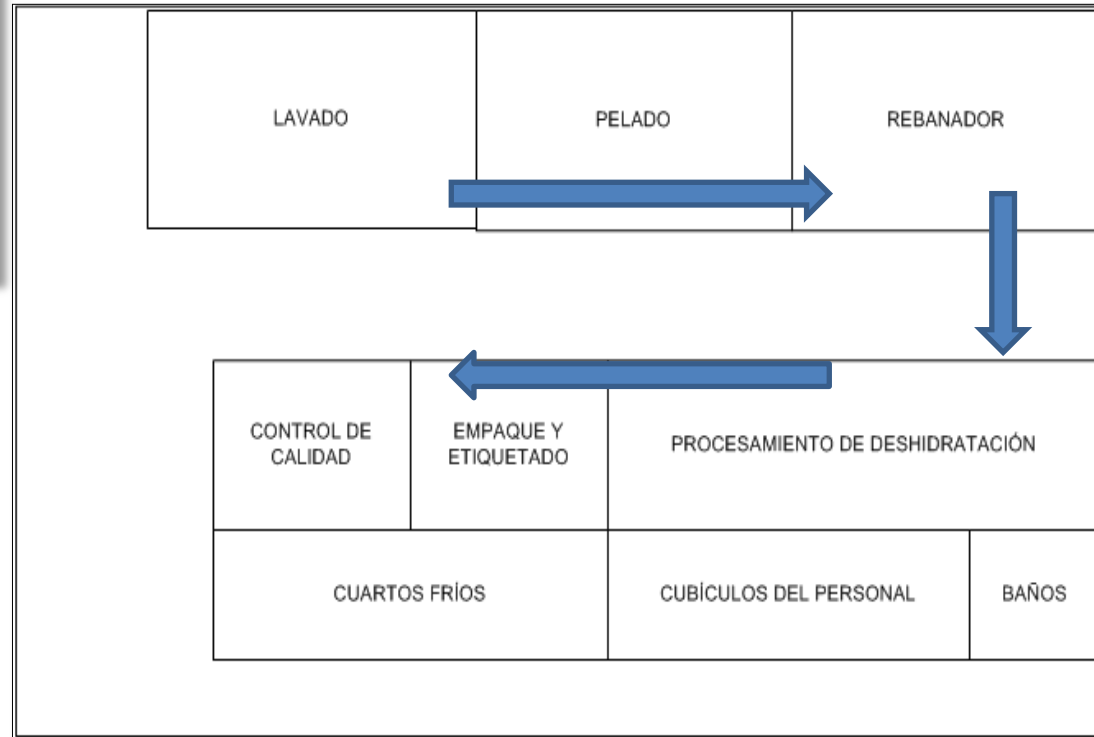 LAVADO
PELADO
REBANADOR
CONTROL DE
CALIDAD
EMPAQUE Y
ETIQUETADO
PROCESAMIENTO DE DESHIDRATACIÓN
CUARTOS FRÍOS
CUBÍCULOS DEL PERSONAL
BAÑOS